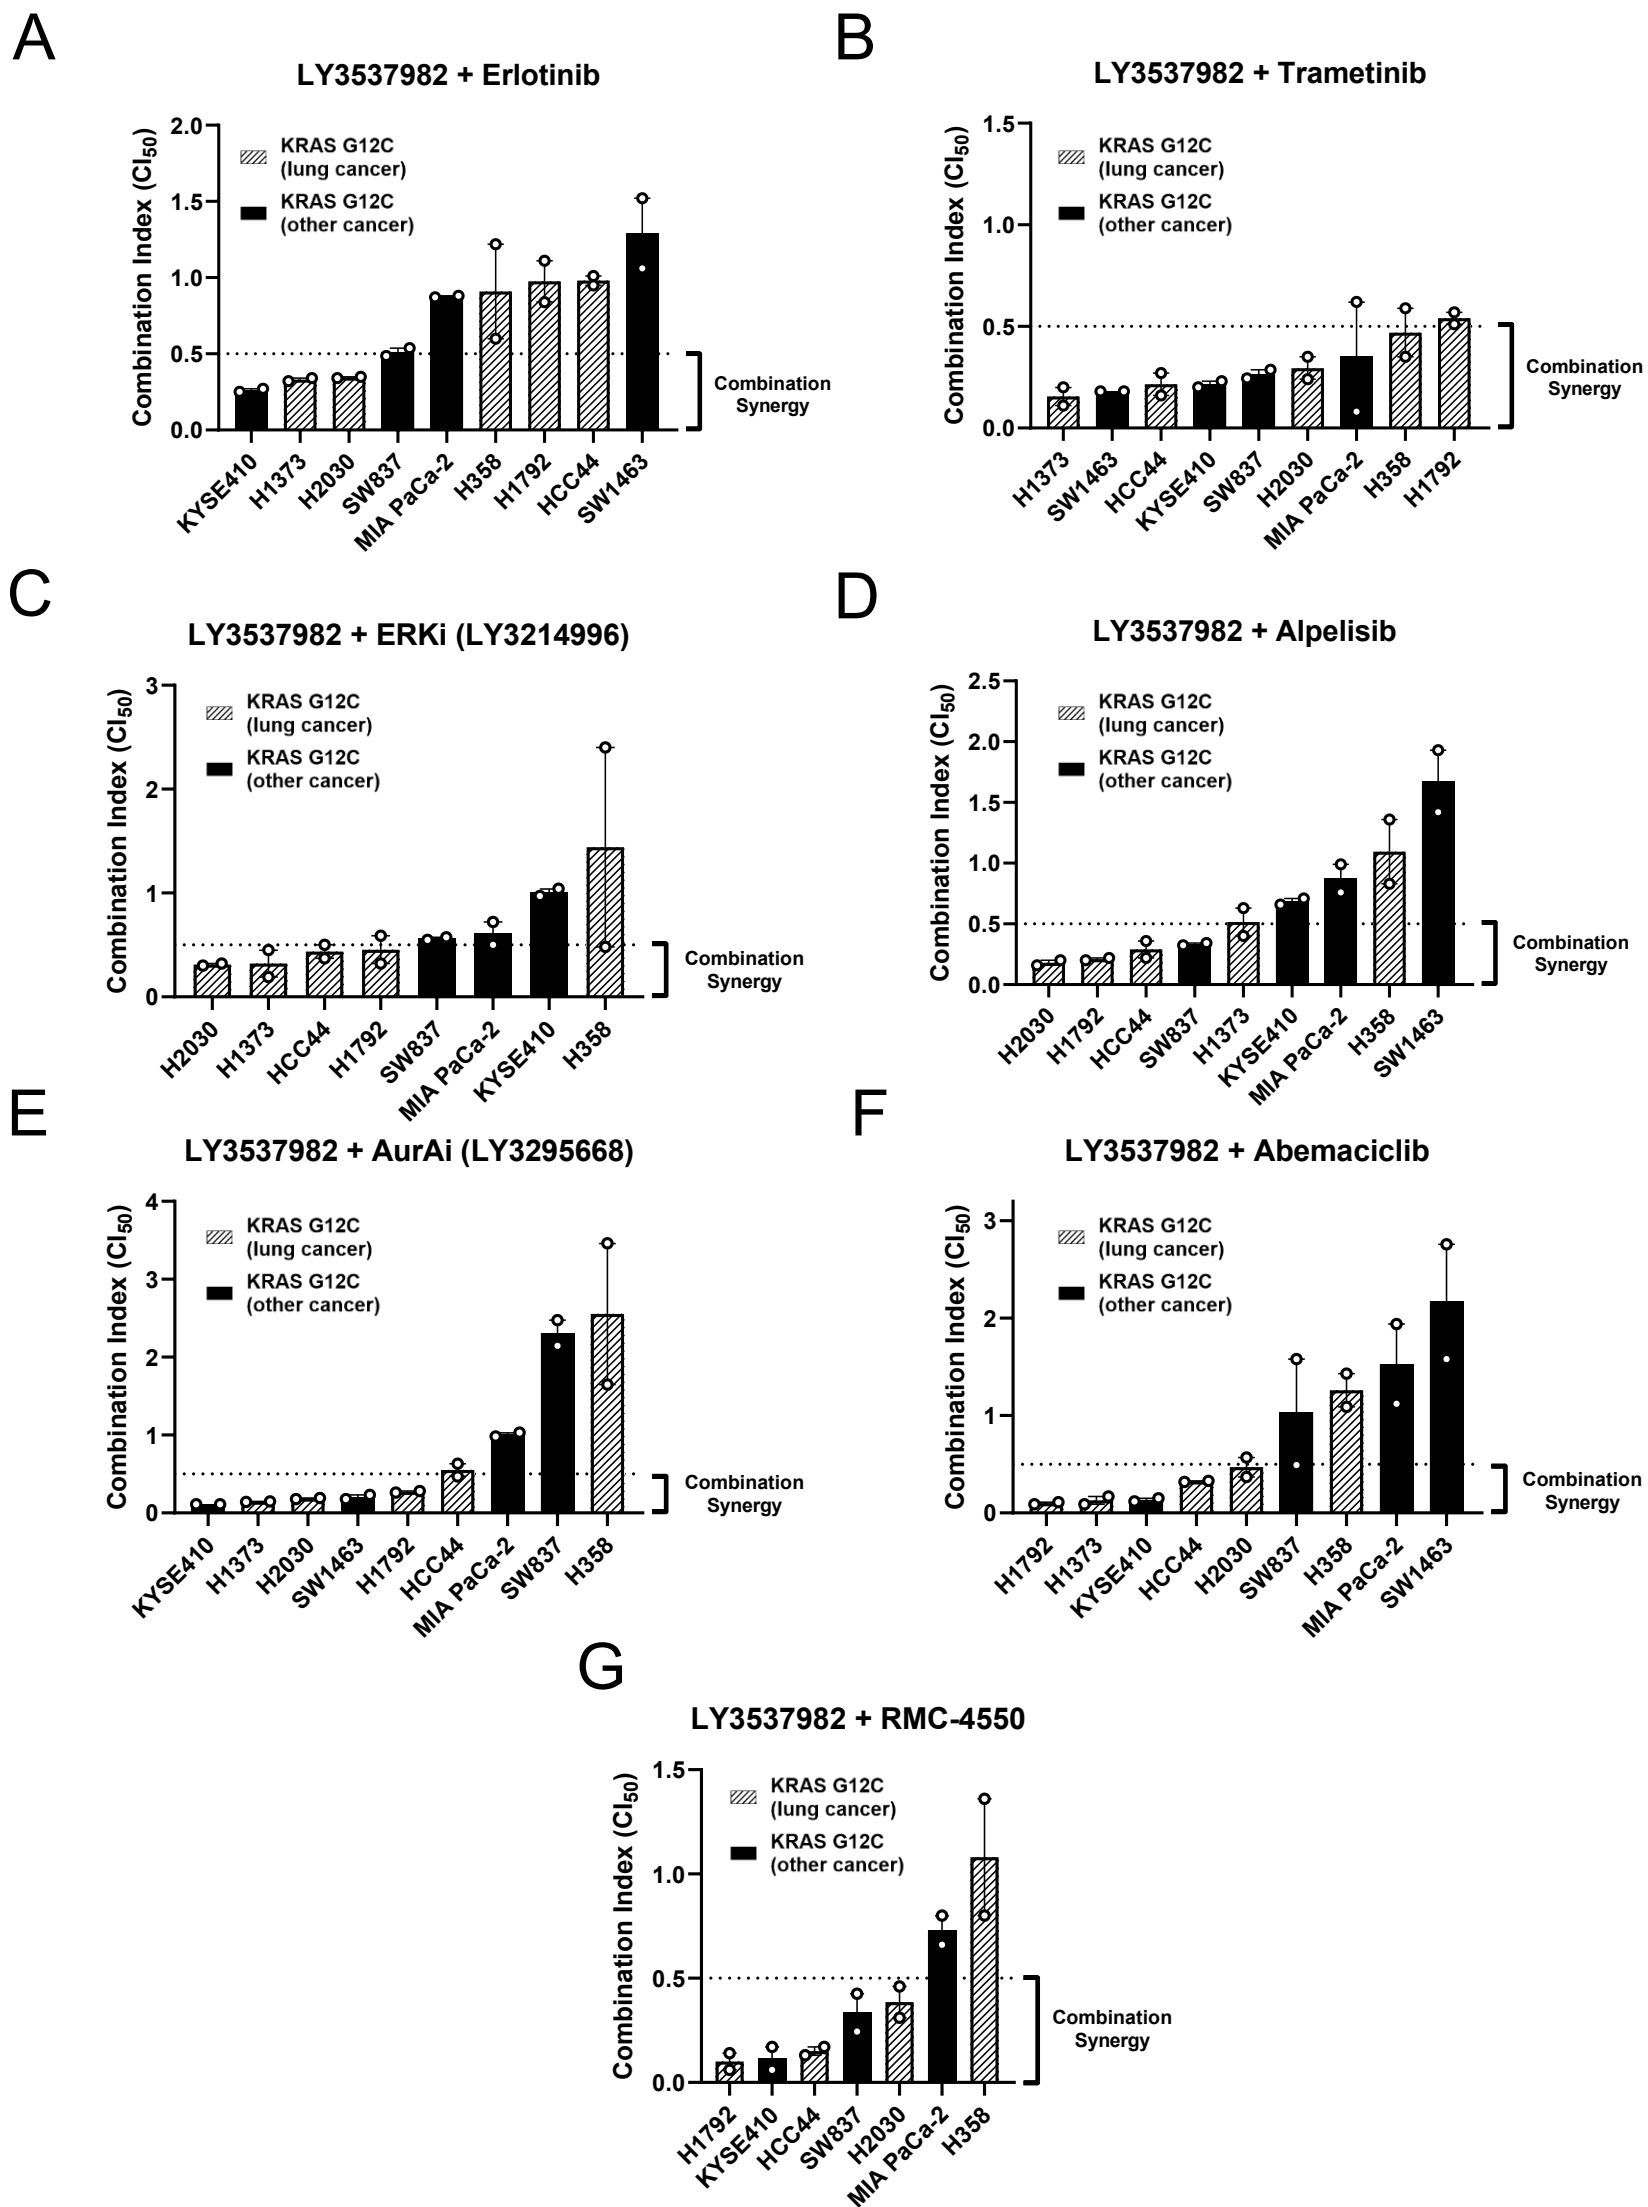 A
LY3537982 + Erlotinib
Combination Index (CI50)
2.0
1.5
1.0
0.5
0.0
KRAS G12C
(lung cancer)
KRAS G12C
(other cancer)
Combination
Synergy
KYSE410
H1373
H2030
SW837
MIA PaCa-2
H358
H1792
HCC44
SW1463
B
LY3537982 + Trametinib
Combination Index (CI50)
1.5
1.0
0.5
0.0
KRAS G12C
(lung cancer)
KRAS G12C
(other cancer)
Combination
Synergy
H1373
SW1463
HCC44
KYSE410
SW837
H2030
MIA PaCa-2
H358
H1792
C
LY3537982 + ERKi (LY3214996)
Combination Index (CI50)
3
2
1
0
KRAS G12C
(lung cancer)
KRAS G12C
(other cancer)
Combination
Synergy
H2030
H1373
HCC44
H1792
SW837
MIA PaCa-2
KYSE410
H358
D
LY3537982 + Alpelisib
Combination Index (CI50)
2.5
2.0
1.5
1.0
0.5
0.0
KRAS G12C
(lung cancer)
KRAS G12C
(other cancer)
Combination
Synergy
H2030
H1792
HCC44
SW837
H1373
KYSE410
MIA PaCa-2
H358
SW1463
E
LY3537982 + AurAi (LY3295668)
Combination Index (CI50)
4
3
2
1
0
KRAS G12C
(lung cancer)
KRAS G12C
(other cancer)
Combination
Synergy
KYSE410
H1373
H2030
SW1463
H1792
HCC44
MIA PaCa-2
SW837
H358
F
LY3537982 + Abemaciclib
Combination Index (CI50)
3
2
1
0
KRAS G12C
(lung cancer)
KRAS G12C
(other cancer)
Combination
Synergy
H1792
H1373
KYSE410
HCC44
H2030
SW837
H358
MIA PaCa-2
SW1463
G
LY3537982 + RMC-4550
Combination Index (CI50)
1.5
1.0
0.5
0.0
KRAS G12C
(lung cancer)
KRAS G12C
(other cancer)
Combination
Synergy
H1792
KYSE410
HCC44
SW837
H2030
MIA PaCa-2
H358